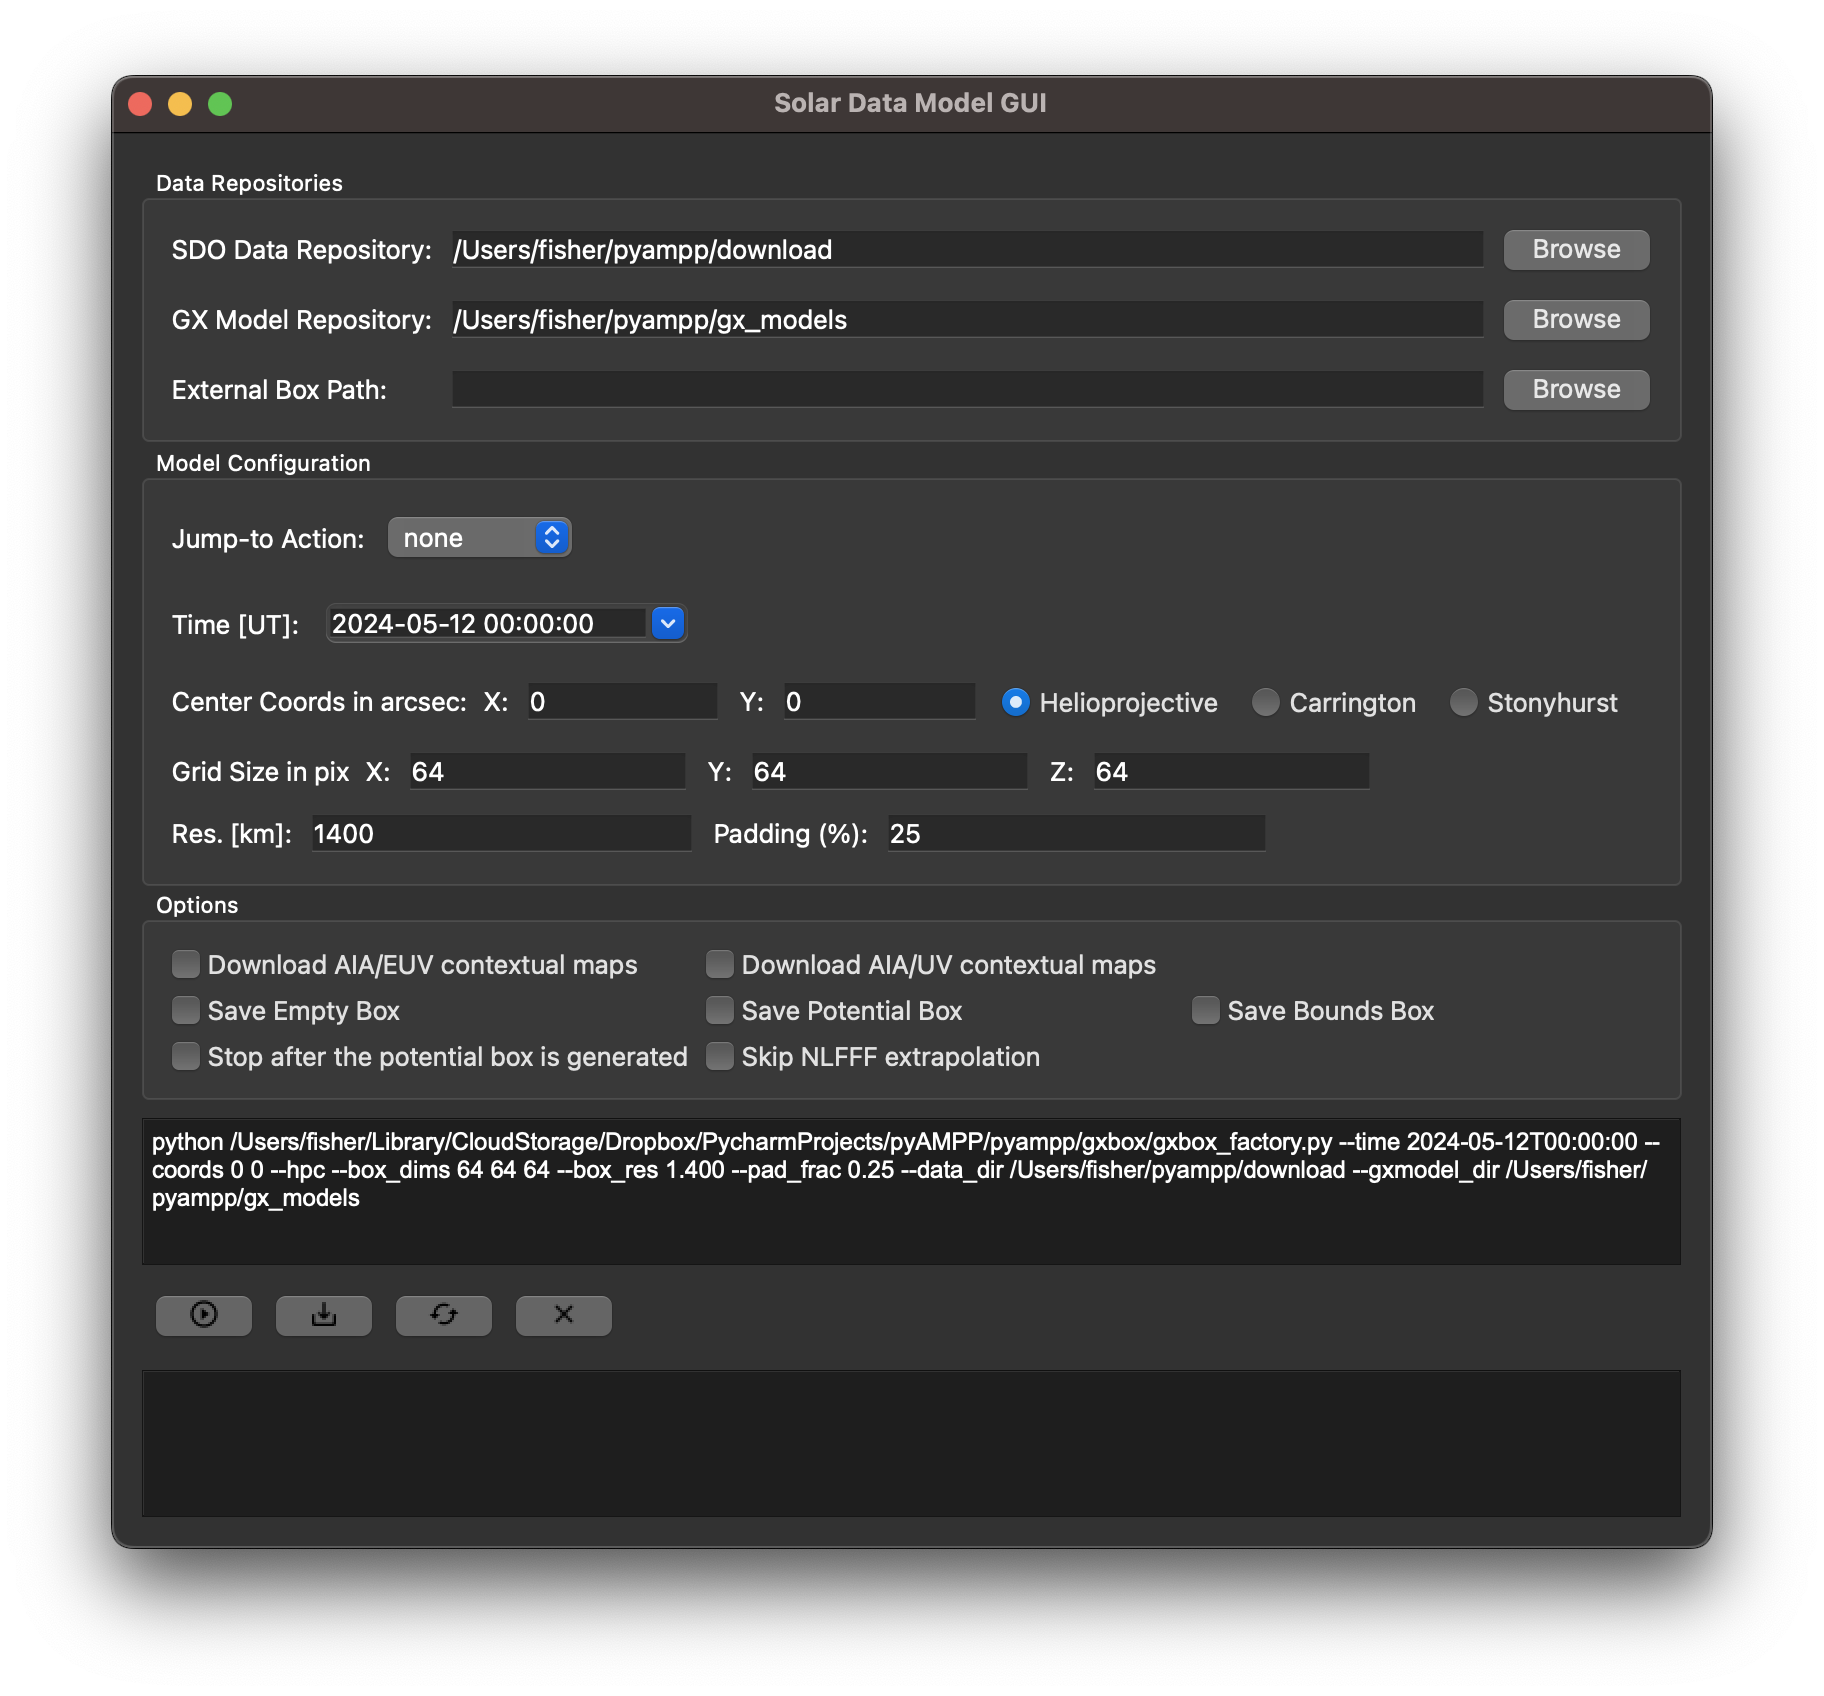 Solar Data Model GUI
Data Repositories
SDO Data Repository: /Users/fisher/pyampp/download Browse
GX Model Repository: /Users/fisher/pyampp/gx_models Browse
External Box Path: Browse
Model Configuration
Jump-to Action: none
Time [UT]: 2024-05-12 00:00:00
Center Coords in arcsec: X: 0 Y: 0 Helioprojective Carrington Stonyhurst
Grid Size in pix X: 64 Y: 64 Z: 64
Res. [km]: 1400 Padding (%): 25
Options
Download AIA/EUV contextual maps Download AIA/UV contextual maps
Save Empty Box Save Potential Box Save Bounds Box
Stop after the potential box is generated Skip NLFFF extrapolation
python /Users/fisher/Library/CloudStorage/Dropbox/PycharmProjects/pyAMPP/pyampp/gxbox/gxbox_factory.py --time 2024-05-12T00:00:00 --
coords 0 0 --hpc --box_dims 64 64 64 --box_res 1.400 --pad_frac 0.25 --data_dir /Users/fisher/pyampp/download --gxmodel_dir /Users/fisher/
pyampp/gx_models